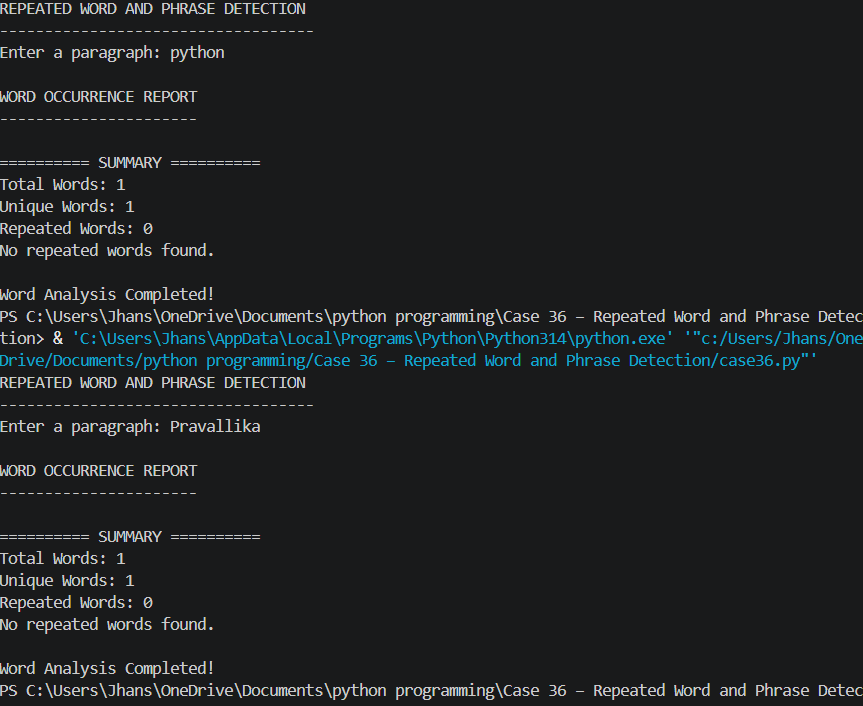 REPEATED WORD AND PHRASE DETECTION
-----------------------------------
Enter a paragraph: python
WORD OCCURRENCE REPORT
----------------------
========== SUMMARY ==========
Total Words: 1
Unique Words: 1
Repeated Words: 0
No repeated words found.
Word Analysis Completed!
PS C:\Users\Jhans\OneDrive\Documents\python programming\Case 36 – Repeated Word and Phrase Detec
tion> & 'C:\Users\Jhans\AppData\Local\Programs\Python\Python314\python.exe' '"c:/Users/Jhans/One
Drive/Documents/python programming/Case 36 – Repeated Word and Phrase Detection/case36.py"'
REPEATED WORD AND PHRASE DETECTION
-----------------------------------
Enter a paragraph: Pravallika
WORD OCCURRENCE REPORT
----------------------
========== SUMMARY ==========
Total Words: 1
Unique Words: 1
Repeated Words: 0
No repeated words found.
Word Analysis Completed!
PS C:\Users\Jhans\OneDrive\Documents\python programming\Case 36 – Repeated Word and Phrase Detec